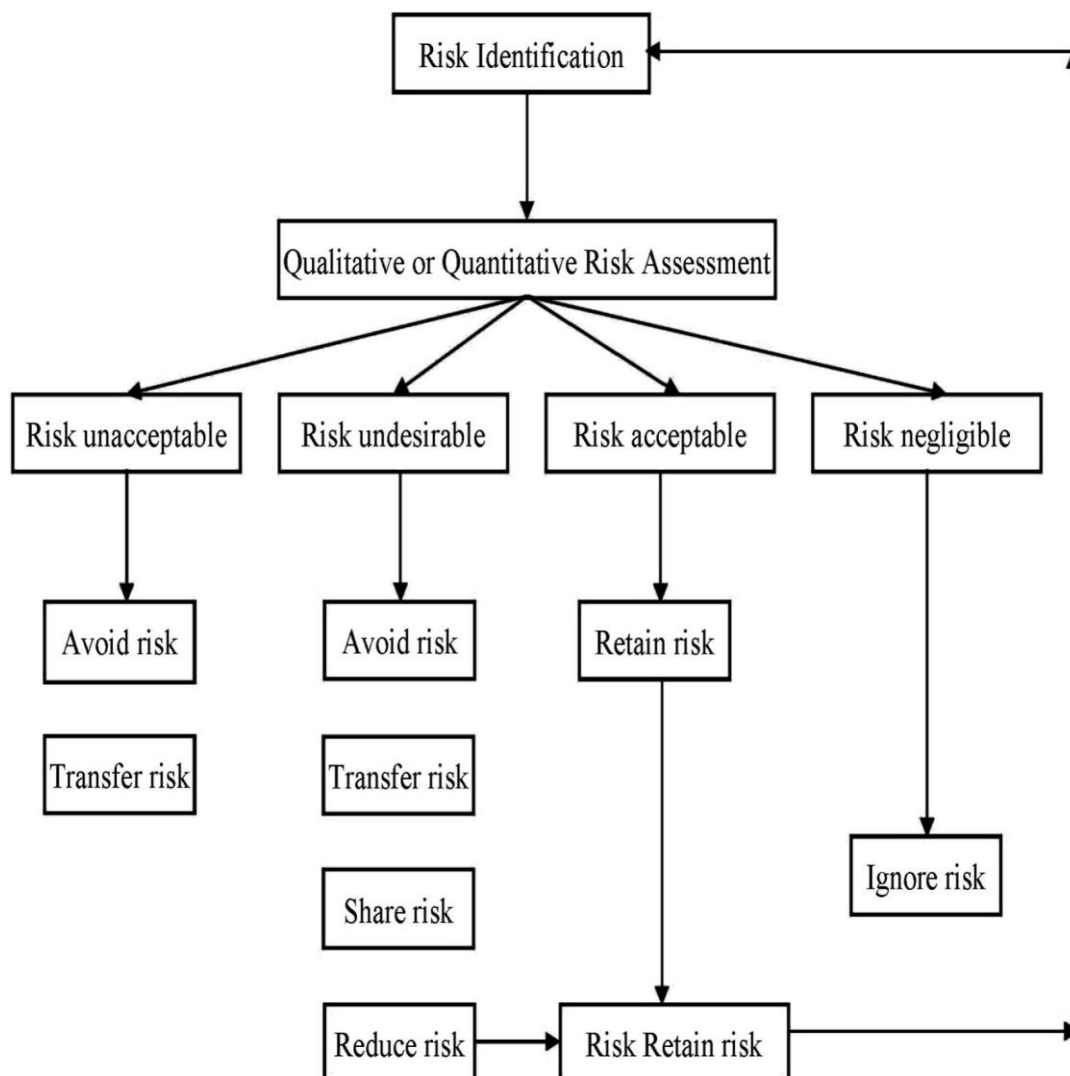 Risk Identification
Qualitative or Quantitative Risk Assessment
Risk unacceptable
Risk undesirable
Risk acceptable
Risk negligible
Avoid risk
Avoid risk
Retain risk
Transfer risk
Transfer risk
Ignore risk
Share risk
Reduce risk
Risk Retain risk